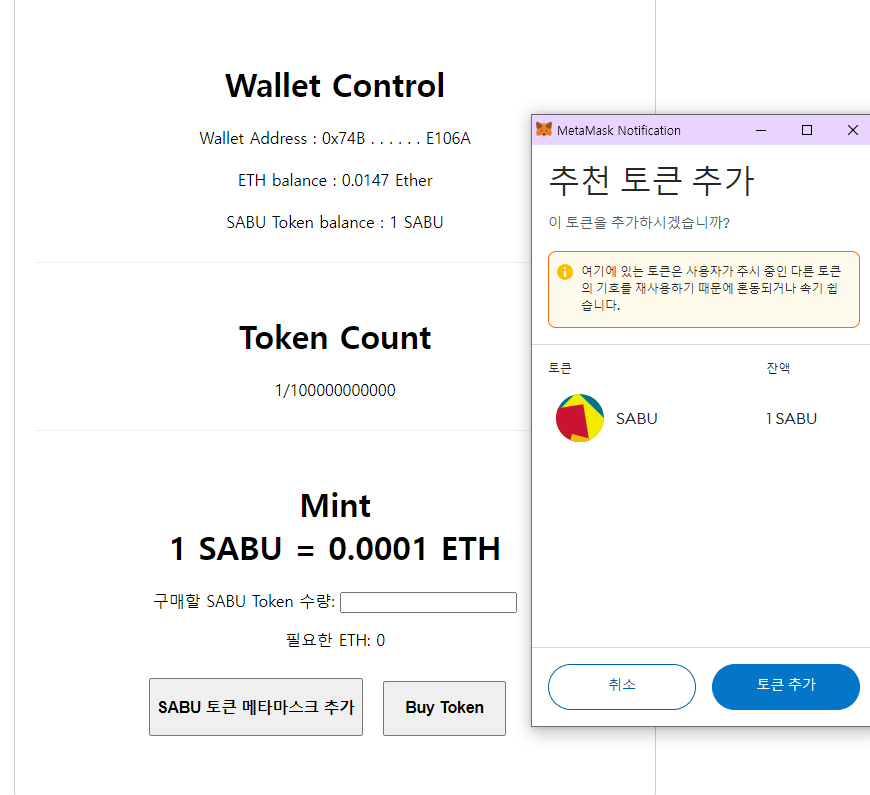 Wallet Control
Wallet Address : 0x74B . . . . . . E106A
ETH balance : 0.0147 Ether
SABU Token balance : 1 SABU
Token Count
1/100000000000
Mint
1 SABU = 0.0001 ETH
구매할 SABU Token 수량:
필요한 ETH: 0
SABU 토큰 메타마스크 추가
Buy Token
MetaMask Notification
추천 토큰 추가
이 토큰을 추가하시겠습니까?
여기에 있는 토큰은 사용자가 주시 중인 다른 토큰
의 기호를 재사용하기 때문에 혼동되거나 속기 쉽
습니다.
토큰 잔액
SABU 1 SABU
취소 토큰 추가